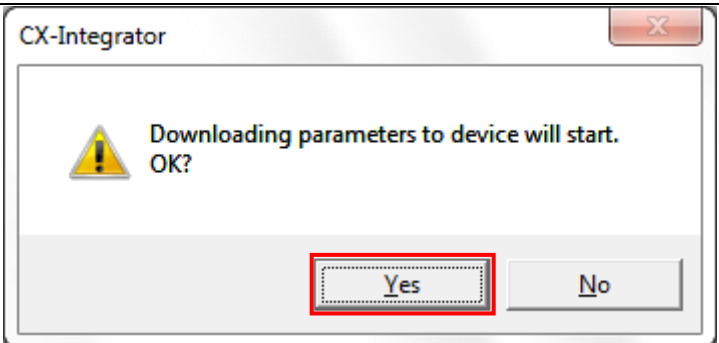 CX-Integrator
Downloading parameters to device will start.
OK?
Yes
No